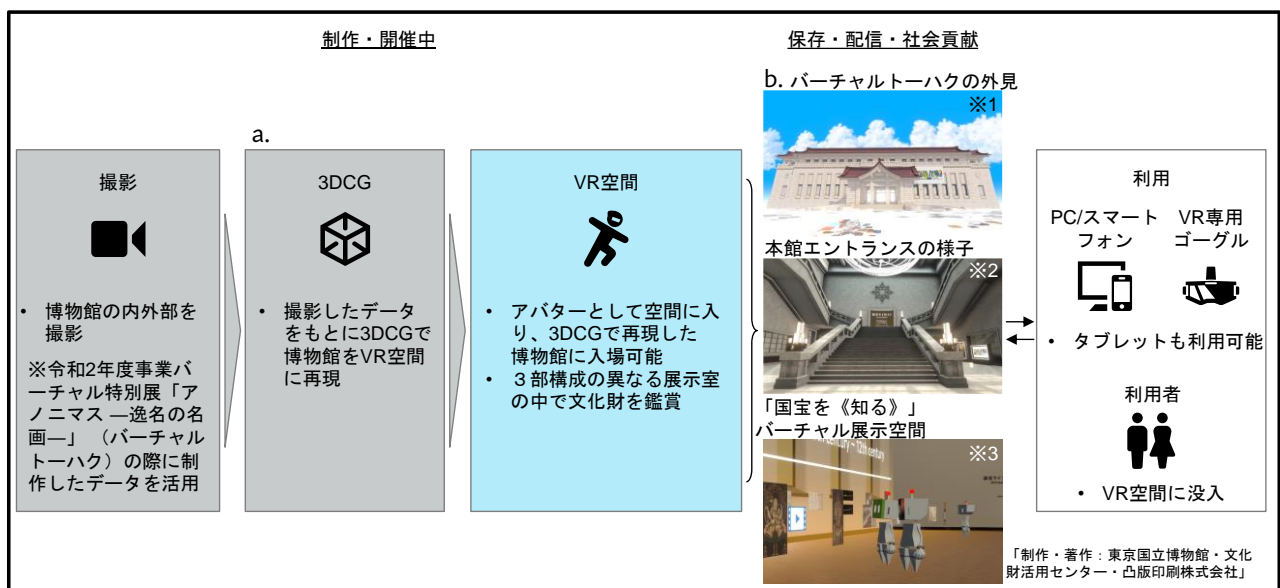 制作・開催中
保存・配信・社会貢献
a.
撮影
• 博物館の内外部を
撮影
※令和2年度事業バー
チャル特別展「ア
ノニマス ―逸名の名
画―」 （バーチャル
トーハク）の際に制
作したデータを活用
3DCG
• 撮影したデータ
をもとに3DCGで
博物館をVR空間
に再現
VR空間
• アバターとして空間に入
り、3DCGで再現した
博物館に入場可能
• ３部構成の異なる展示室
の中で文化財を鑑賞
b. バーチャルトーハクの外見
※1
本館エントランスの様子
※2
「国宝を《知る》」
バーチャル展示空間
※3
century ~ 12th century
利用
PC/スマート
フォン
VR専用
ゴーグル
• タブレットも利用可能
利用者
• VR空間に没入
「制作・著作：東京国立博物館・文化
財活用センター・凸版印刷株式会社」